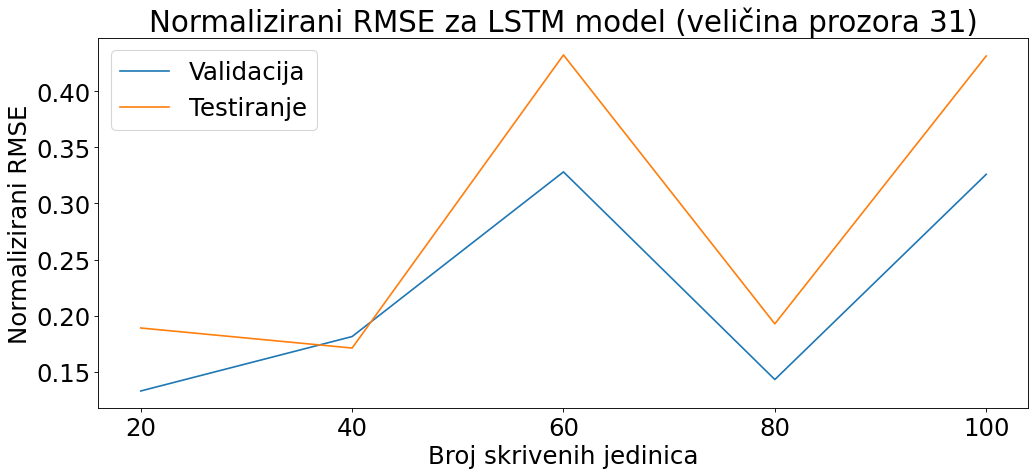 Normalizirani RMSE za LSTM model (veličina prozora 31)
Validacija
Testiranje
Normalizirani RMSE
0.40
0.35
0.30
0.25
0.20
0.15
20 40 60 80 100
Broj skrivenih jedinica